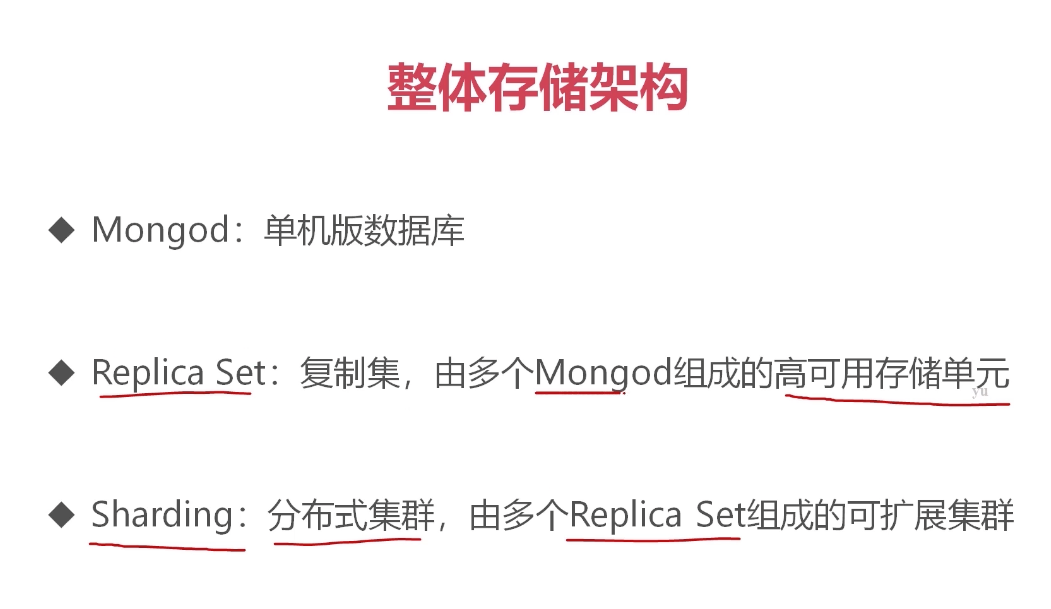 整体存储架构
◆ Mongod：单机版数据库
◆ Replica Set：复制集，由多个Mongod组成的高可用存储单元
yu
◆ Sharding：分布式集群，由多个Replica Set组成的可扩展集群